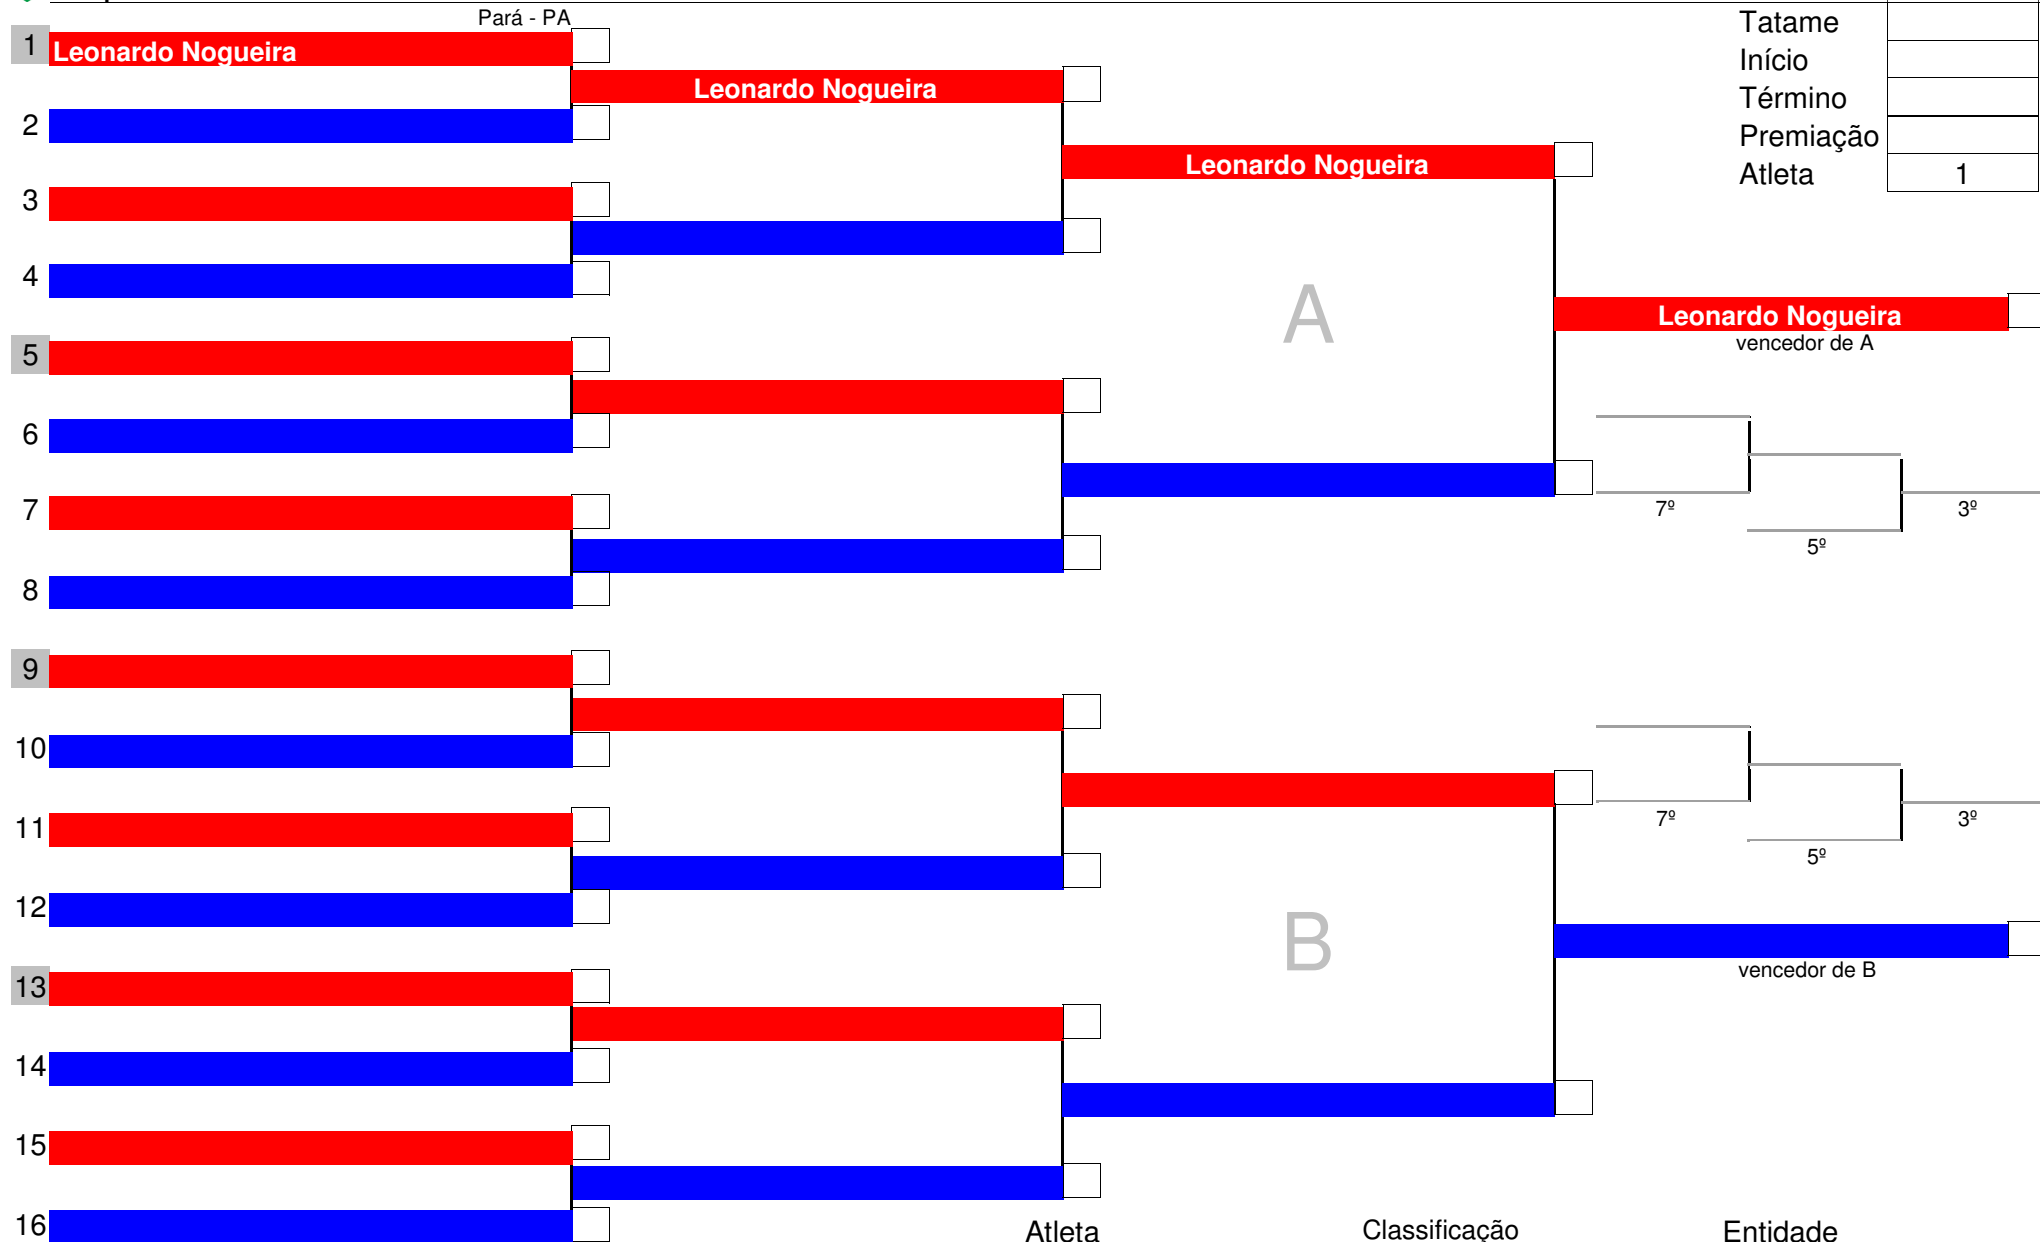 Pará - PA
Tatame
1 Leonardo Nogueira
Início
Leonardo Nogueira
Término
2
Premiação
Leonardo Nogueira
Atleta 1
3
4
A
Leonardo Nogueira
vencedor de A
5
6
7
7º 3º
5º
8
9
10
11
7º 3º
5º
12
B
vencedor de B
13
14
15
16
Atleta Classificação Entidade